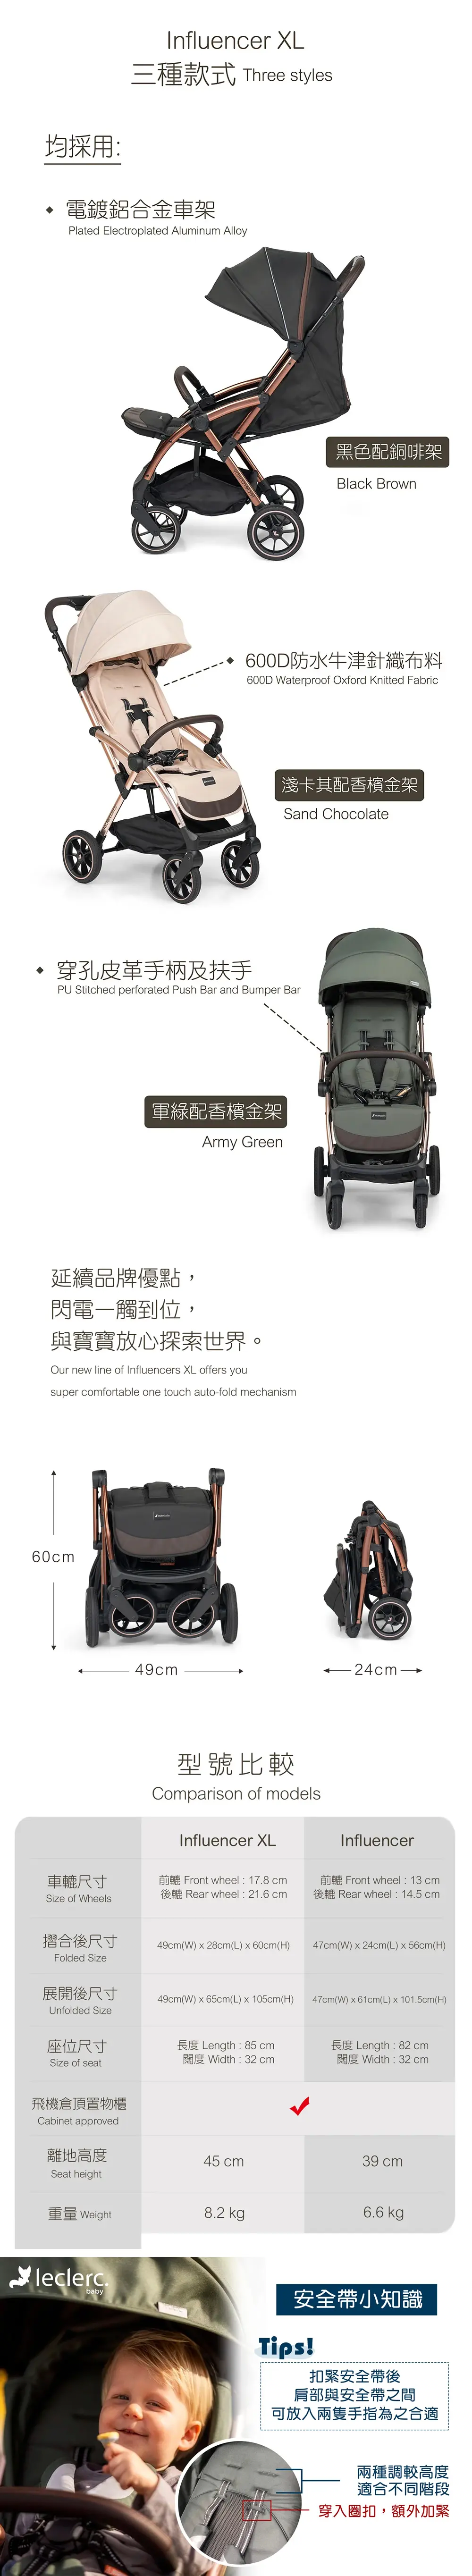 Influencer XL
三種款式 Three styles
均採用:
電鍍鋁合金車架
Plated Electroplated Aluminum Alloy
黑色配銅啡架
Black Brown
600D防水牛津針織布料
600D Waterproof Oxford Knitted Fabric
淺卡其配香檳金架
Sand Chocolate
穿孔皮革手柄及扶手
PU Stitched perforated Push Bar and Bumper Bar
軍綠配香檳金架
Army Green
延續品牌優點，
閃電一觸到位，
與寶寶放心探索世界。
Our new line of Influencers XL offers you
super comfortable one touch auto-fold mechanism
60cm
49cm
24cm
型號比較
Comparison of models
Influencer XL Influencer
車轆尺寸
Size of Wheels
前轆 Front wheel : 17.8 cm
後轆 Rear wheel : 21.6 cm
前轆 Front wheel : 13 cm
後轆 Rear wheel : 14.5 cm
摺合後尺寸
Folded Size
49cm(W) x 28cm(L) x 60cm(H)
47cm(W) x 24cm(L) x 56cm(H)
展開後尺寸
Unfolded Size
49cm(W) x 65cm(L) x 105cm(H)
47cm(W) x 61cm(L) x 101.5cm(H)
座位尺寸
Size of seat
長度 Length : 85 cm
闊度 Width : 32 cm
長度 Length : 82 cm
闊度 Width : 32 cm
飛機倉頂置物櫃
Cabinet approved
離地高度
Seat height
45 cm
39 cm
重量 Weight
8.2 kg
6.6 kg
leclerc.
baby
安全帶小知識
Tips!
扣緊安全帶後
肩部與安全帶之間
可放入兩隻手指為之合適
兩種調較高度
適合不同階段
穿入圈扣，額外加緊